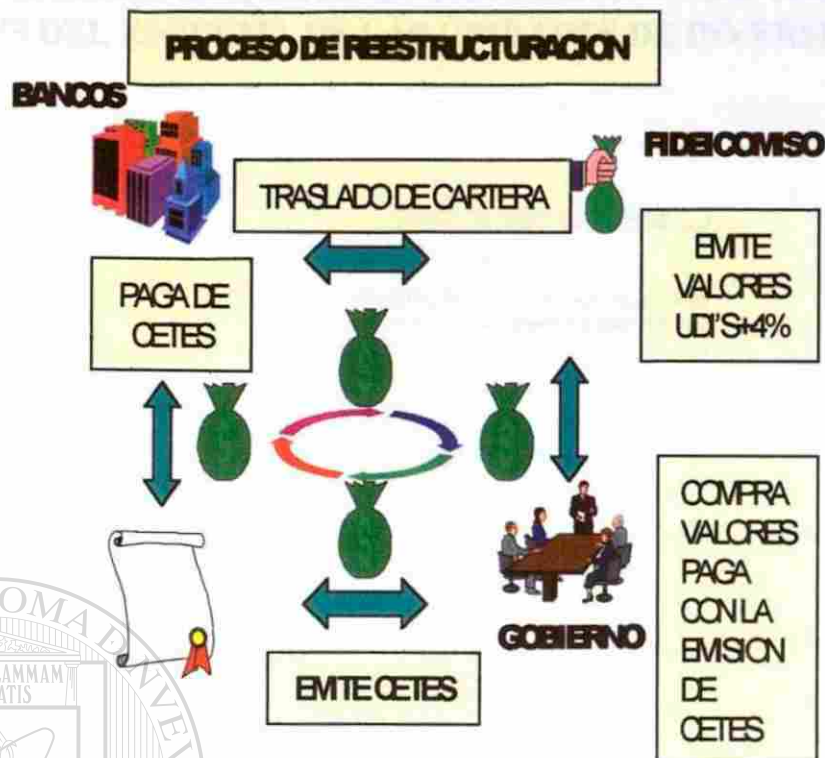 PROCESO DE REESTRUCTURACION
BANCOS
FIDEICOMISO
TRASLADO DE CARTERA
EMITE
VALORES
UDI'S+4%
PAGA DE
CETES
COMPRA
VALORES
PAGA
CON LA
EMISION
DE
CETES
GOBIERNO
EMITE CETES